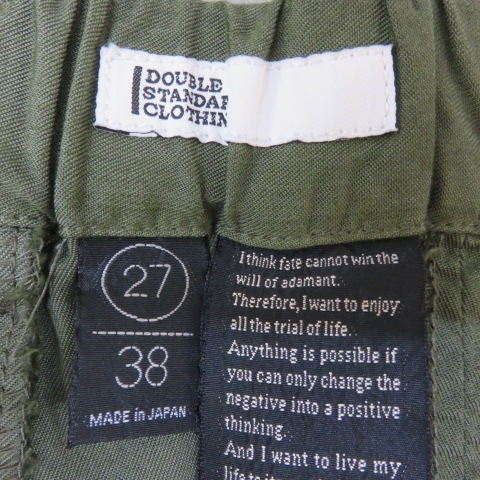 DOUBLE
STANDAR
CLOTHIN
27
38
MADE IN JAPAN
I think fate cannot win the
will of adamant.
Therefore, I want to enjoy
all the trial of life.
Anything is possible if
you can only change the
negative into a positive
thinking.
And I want to live my